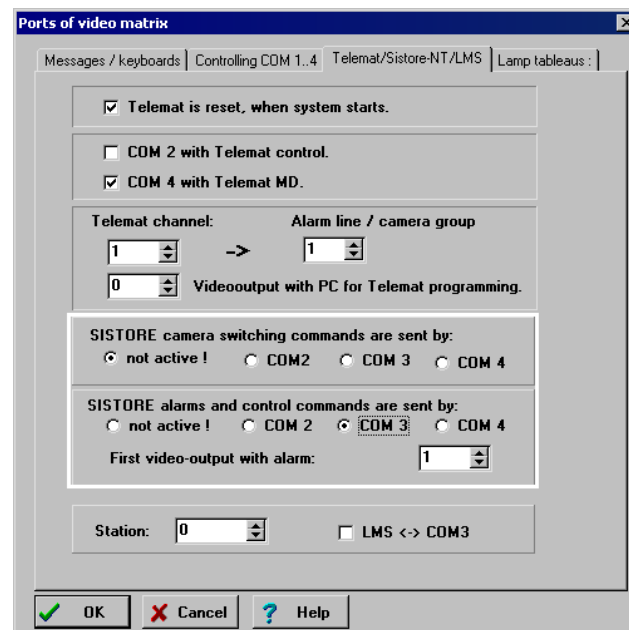 Ports of video matrix
Messages / keyboards Controlling COM 1..4 Telemat/Sistore-NT/LMS Lamp tableaus :
Telemat is reset, when system starts.
COM 2 with Telemat control.
COM 4 with Telemat MD.
Telemat channel: Alarm line / camera group
1 -> 1
0 Videooutput with PC for Telemat programming.
SISTORE camera switching commands are sent by:
not active ! COM2 COM 3 COM 4
SISTORE alarms and control commands are sent by:
not active ! COM 2 COM 3 COM 4
First video-output with alarm: 1
Station: 0 LMS <-> COM3
OK Cancel ? Help